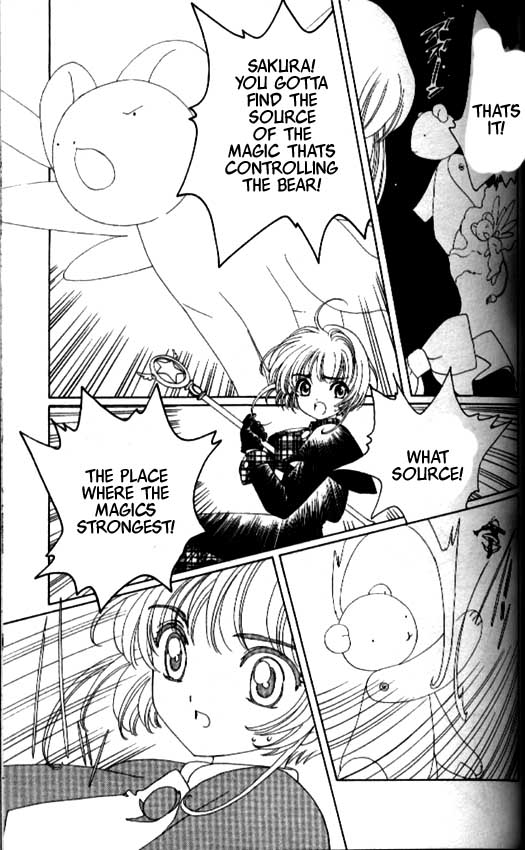 THATS
IT!
SAKURA!
YOU GOTTA
FIND THE
SOURCE
OF THE
MAGIC THATS
CONTROLLING
THE BEAR!
WHAT
SOURCE!
THE PLACE
WHERE THE
MAGICS
STRONGEST!